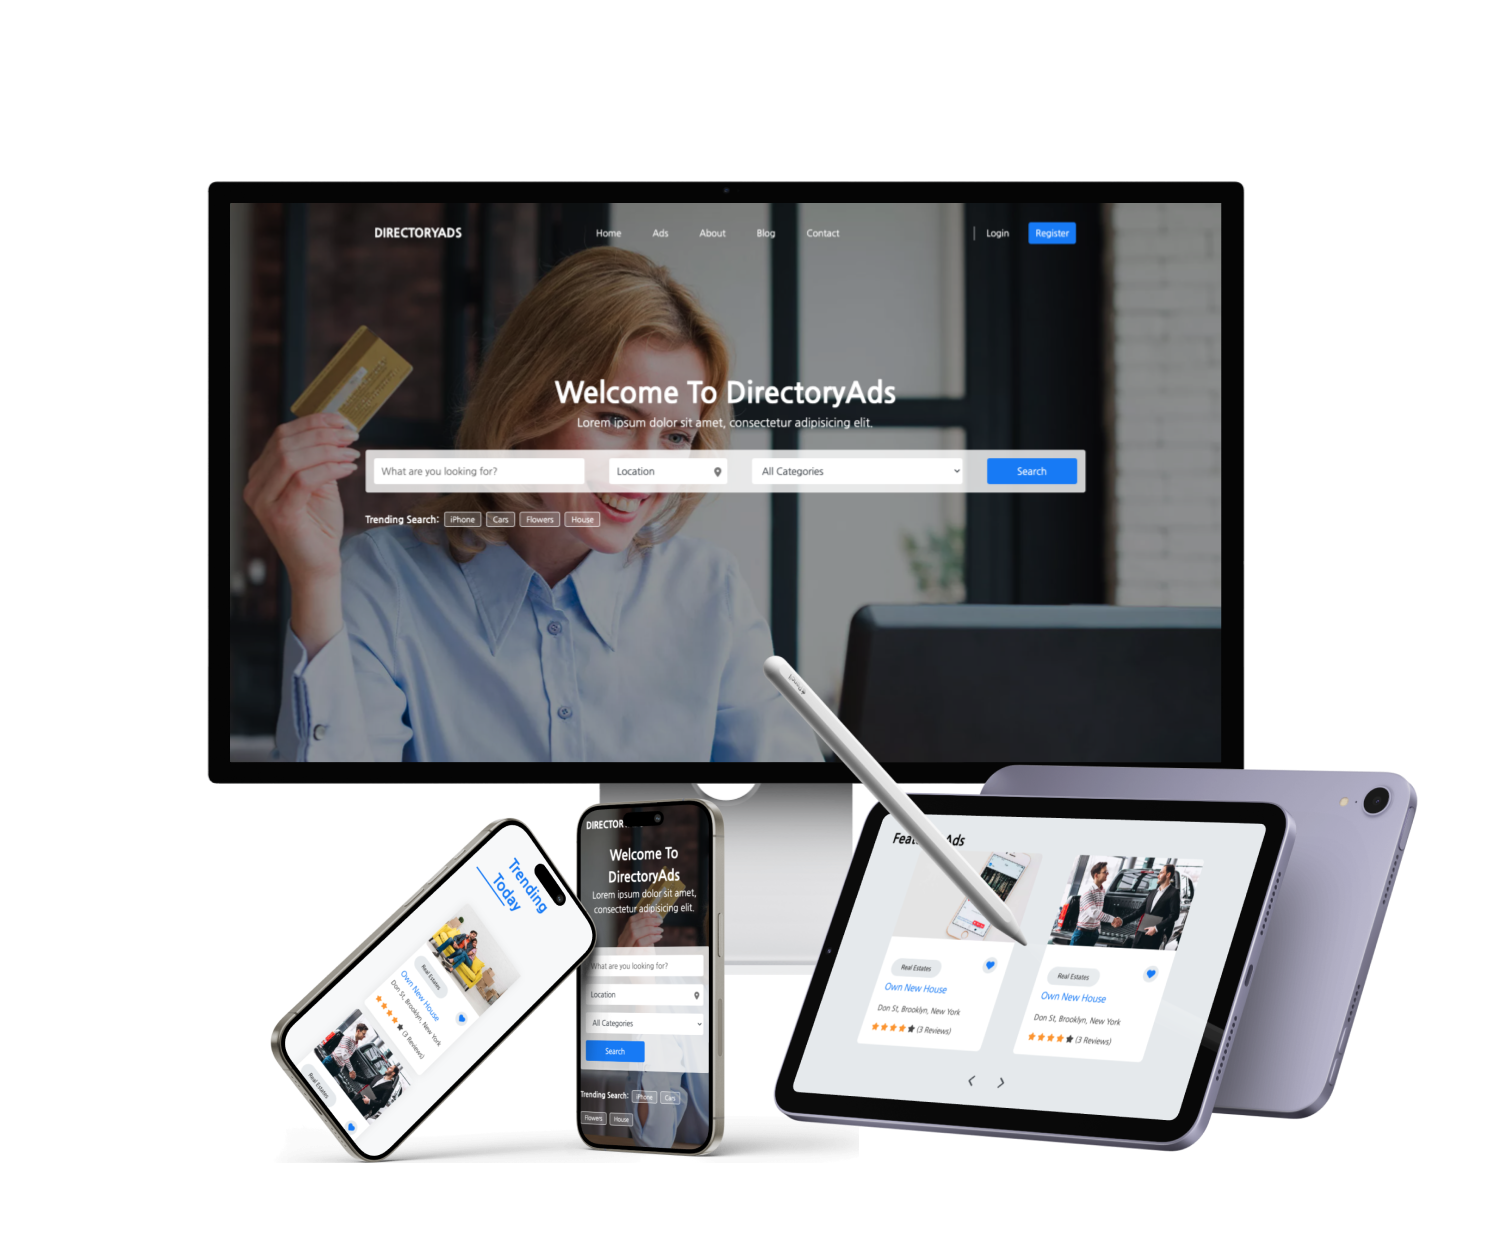 DIRECTORYADS
Home Ads About Blog Contact
Login Register
Welcome To DirectoryAds
Lorem ipsum dolor sit amet, consectetur adipisicing elit.
What are you looking for? Location All Categories Search
Trending Search: iPhone Cars Flowers House
Trending
Today
Real Estates
Own New House
Don St, Brooklyn, New York
(3 Reviews)
Real Estates
DIRECTOR
Welcome To
DirectoryAds
Lorem ipsum dolor sit amet,
consectetur adipisicing elit.
What are you looking for?
Location
All Categories
Search
Trending Search: iPhone Cars
Flowers House
Ads
Real Estates
Own New House
Don St, Brooklyn, New York
(3 Reviews)
Real Estates
Own New House
Don St, Brooklyn, New York
(3 Reviews)